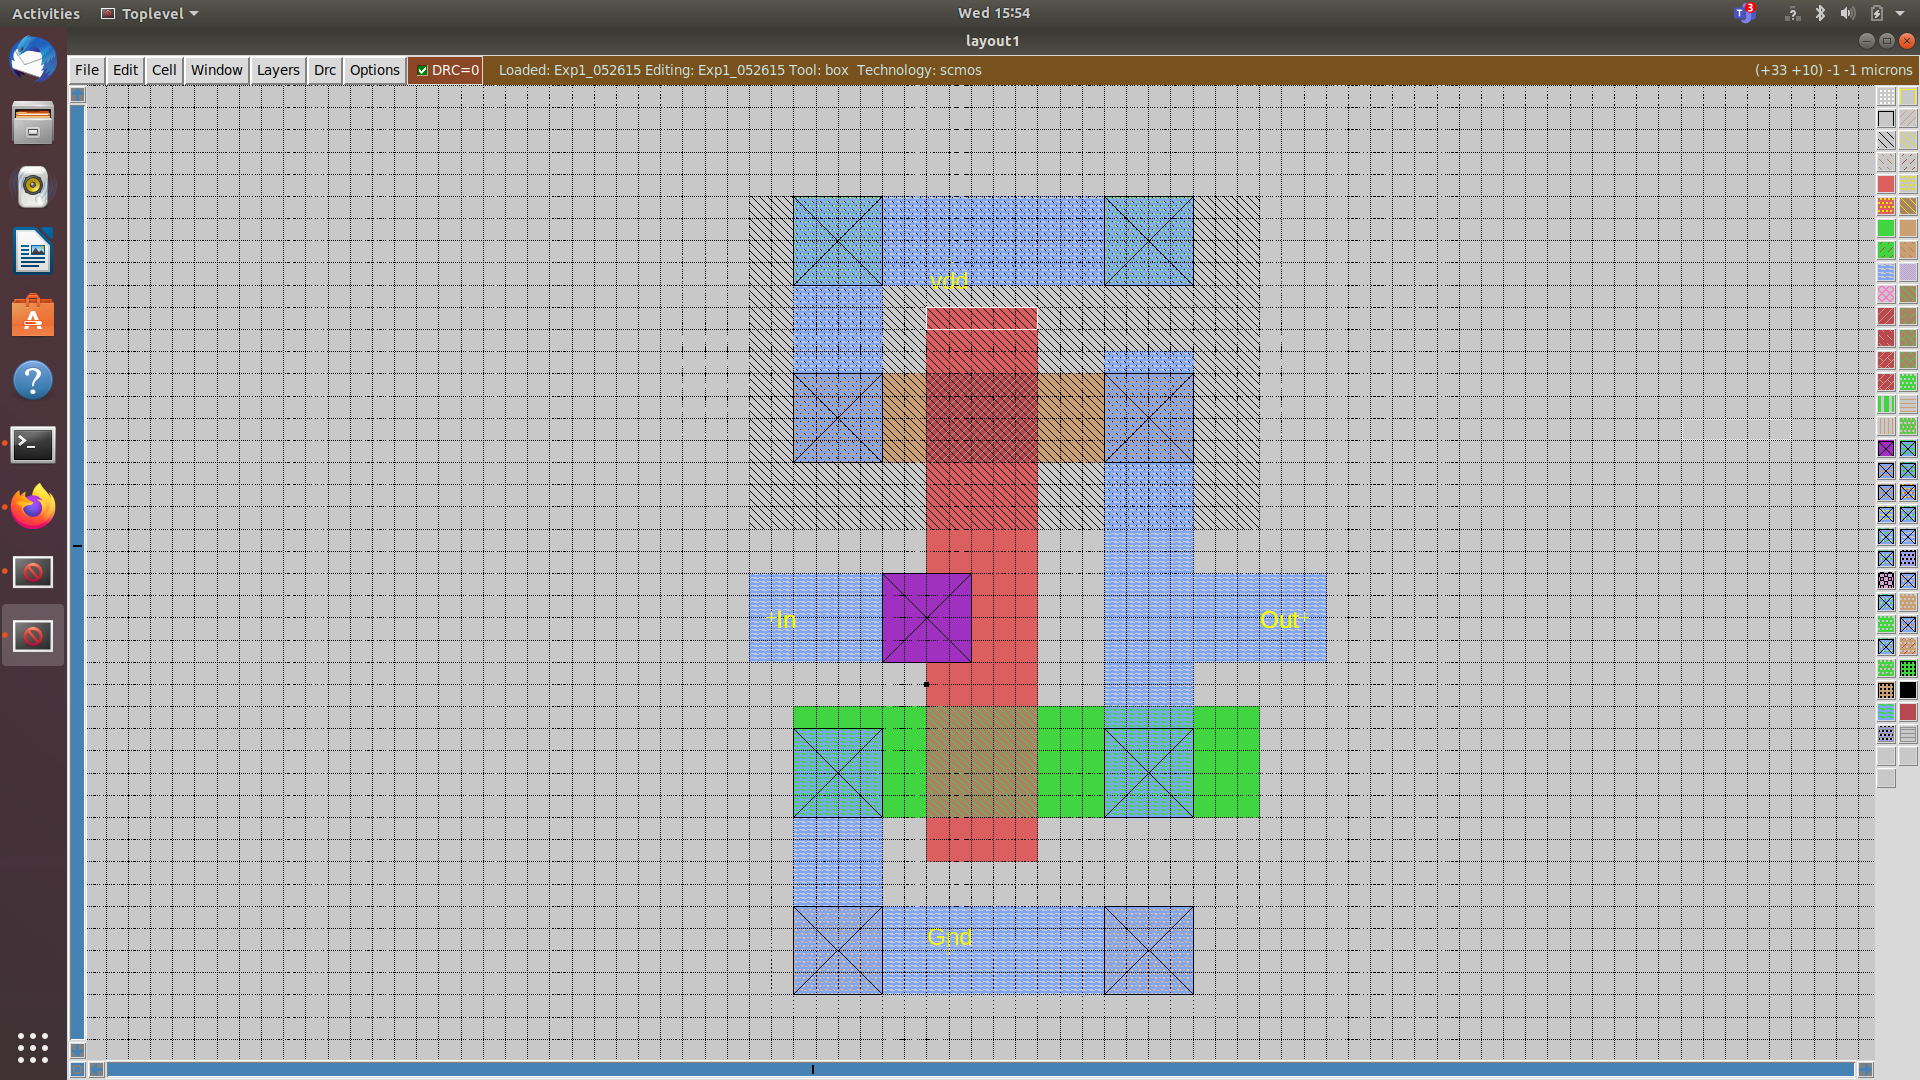 Activities Toplevel Wed 15:54 3
layout1
File Edit Cell Window Layers Drc Options DRC=0 Loaded: Exp1_052615 Editing: Exp1_052615 Tool: box Technology: scmos (+33 +10) -1 -1 microns
vdd
In Out
Gnd